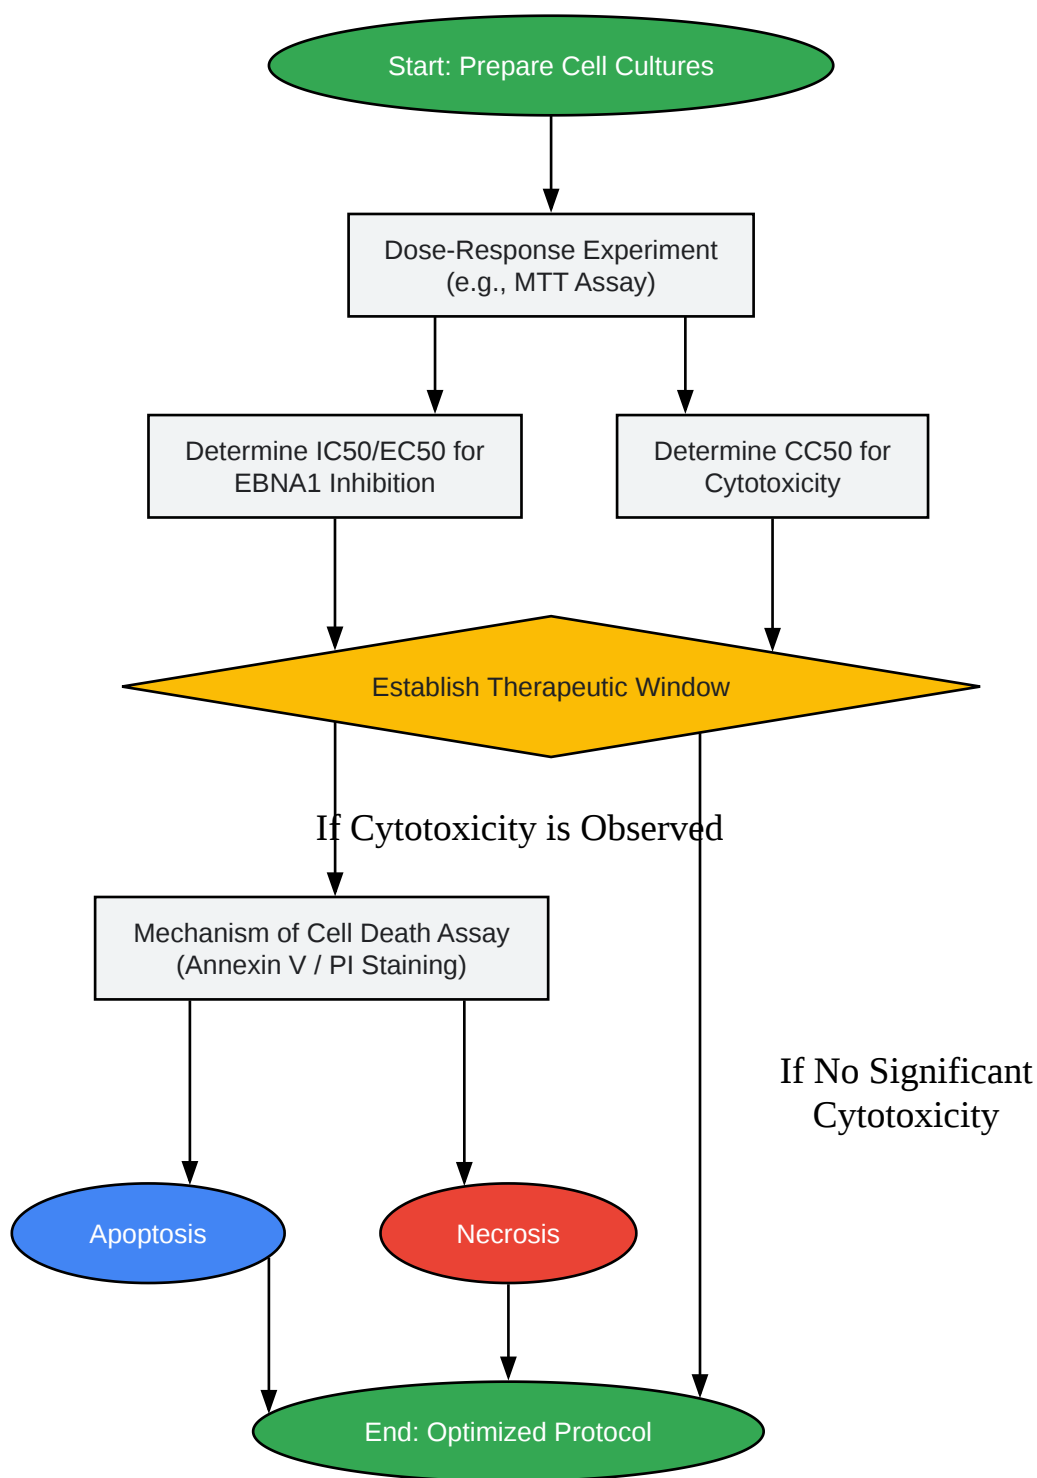 Start: Prepare Cell Cultures
Dose-Response Experiment
(e.g., MTT Assay)
Determine IC50/EC50 for
EBNA1 Inhibition
Determine CC50 for
Cytotoxicity
Establish Therapeutic Window
If Cytotoxicity is Observed
Mechanism of Cell Death Assay
(Annexin V / PI Staining)
If No Significant
Cytotoxicity
Apoptosis
Necrosis
End: Optimized Protocol